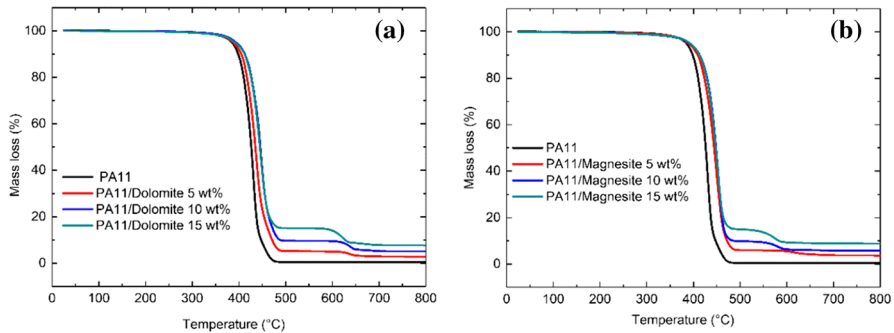 (a)
100
80
60
40
20
0
Mass loss (%)
PA11
PA11/Dolomite 5 wt%
PA11/Dolomite 10 wt%
PA11/Dolomite 15 wt%
0 100 200 300 400 500 600 700 800
Temperature (°C)
(b)
100
80
60
40
20
0
Mass loss (%)
PA11
PA11/Magnesite 5 wt%
PA11/Magnesite 10 wt%
PA11/Magnesite 15 wt%
0 100 200 300 400 500 600 700 800
Temperature (°C)